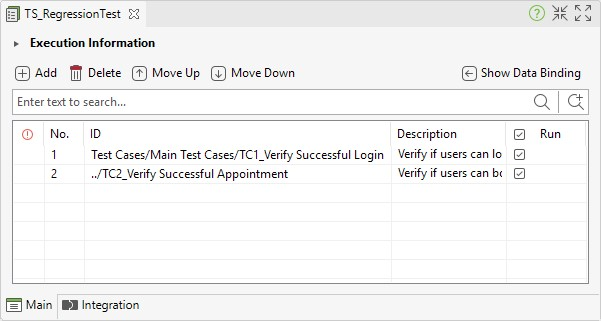 TS_RegressionTest
Execution Information
Add Delete Move Up Move Down Show Data Binding
Enter text to search...
No. ID Description Run
1 Test Cases/Main Test Cases/TC1_Verify Successful Login Verify if users can lo
2 ../TC2_Verify Successful Appointment Verify if users can bo
Main Integration